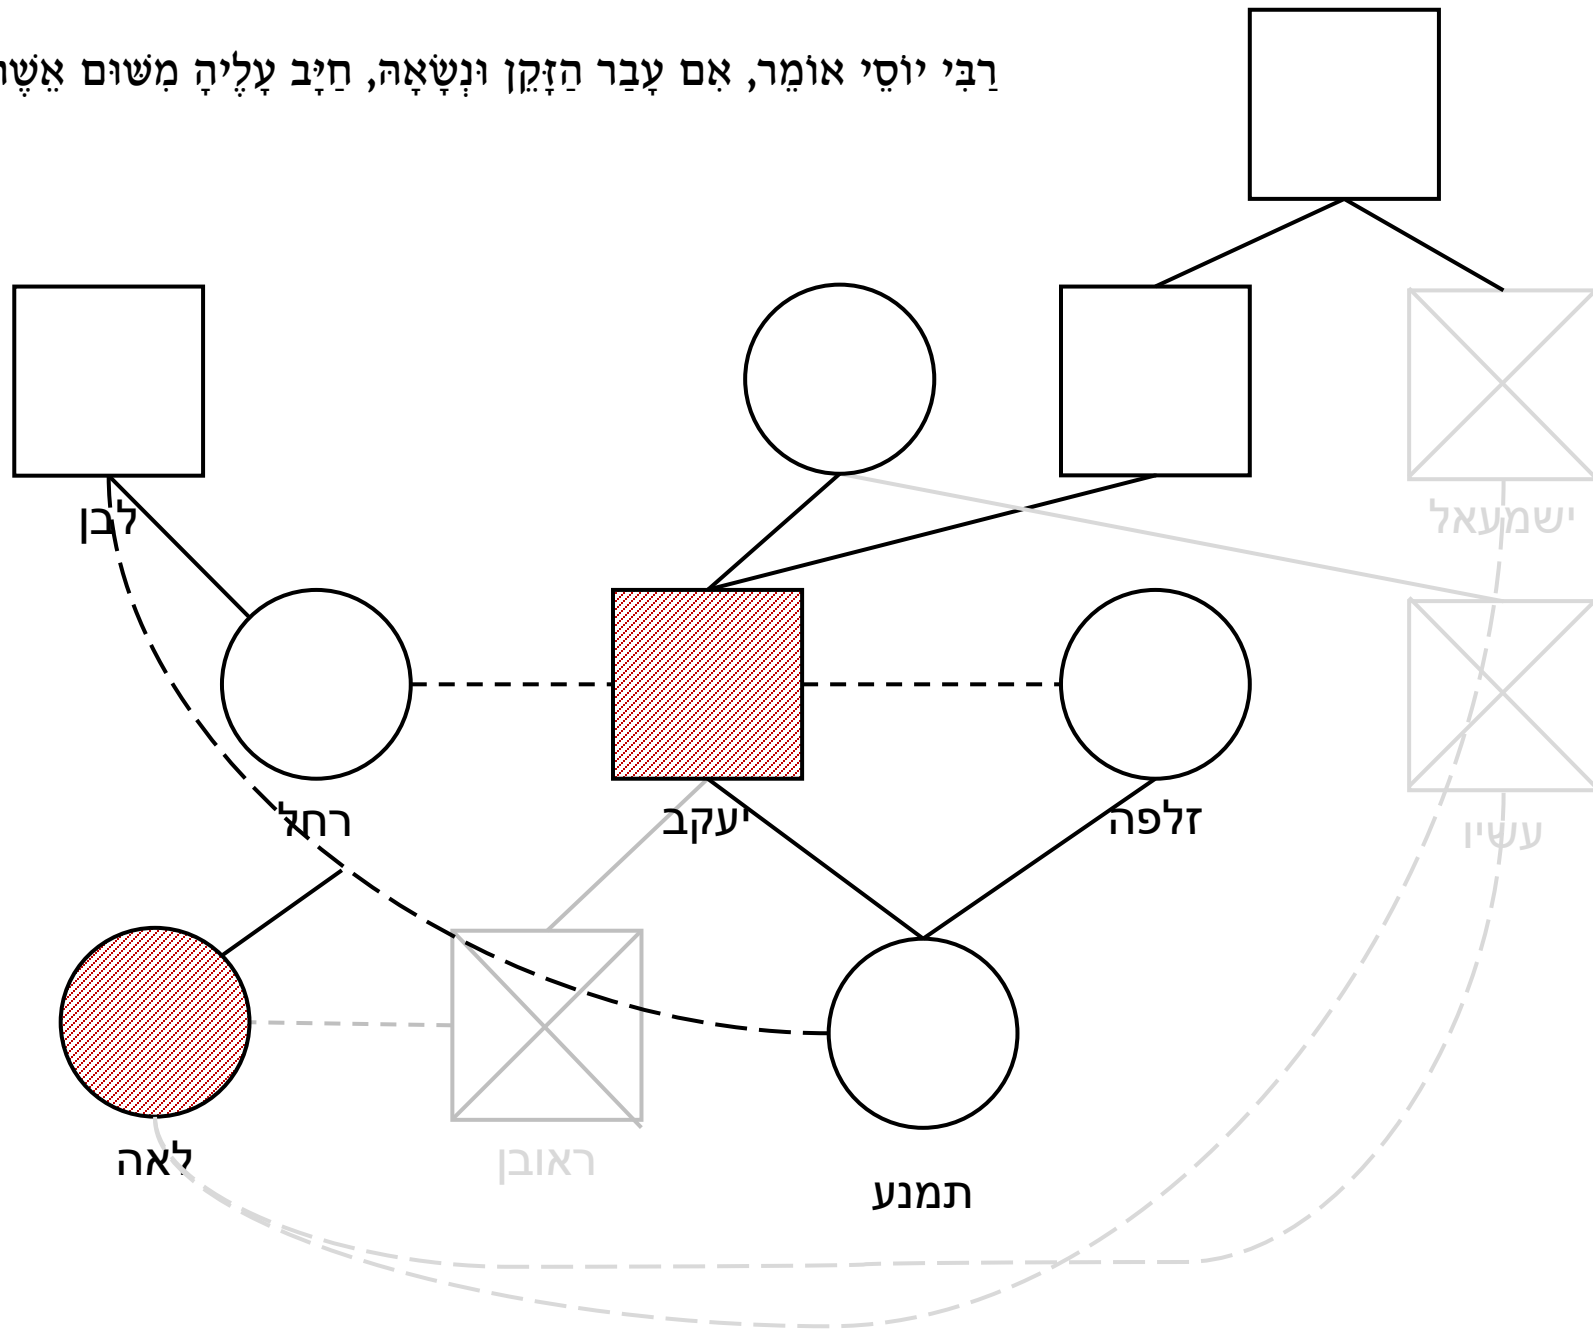 רַבִּי יוֹסֵי אוֹמֵר, אִם עָבַר הַזָּקֵן וּנְשָׂאָהּ, חַיָּב עָלֶיהָ מִשּׁוּם
לבן
ישמעאל
רחל
יעקב
זלפה
עשיו
לאה
ראובן
תמנע